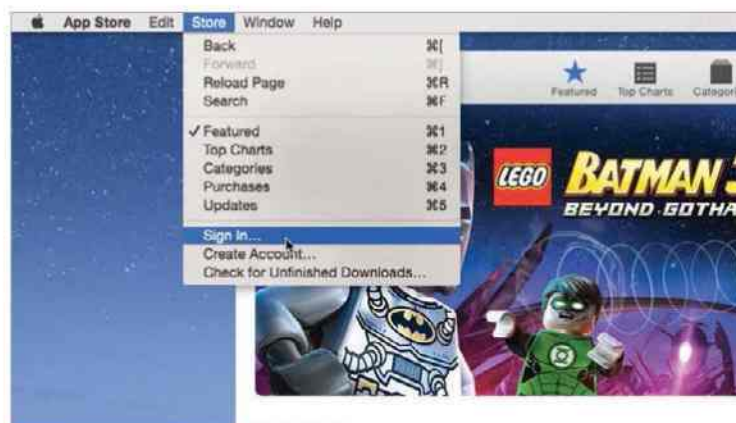 App Store Edit Store Window Help
Back ⌘[
Forward ⌘]
Reload Page ⌘R
Search ⌘F
✓ Featured ⌘1
Top Charts ⌘2
Categories ⌘3
Purchases ⌘4
Updates ⌘5
Sign In...
Create Account...
Check for Unfinished Downloads...
Featured Top Charts Categori
LEGO BATMAN 3
BEYOND GOTHA